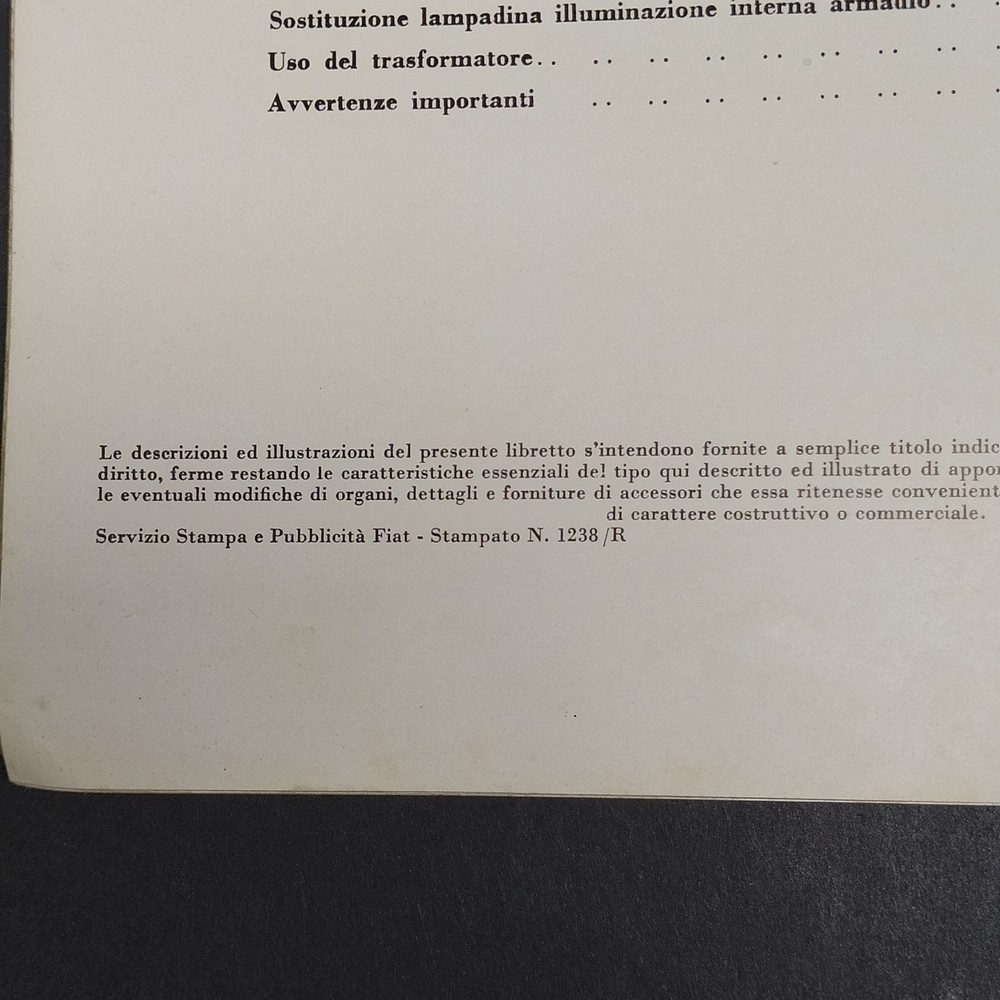 Sostituzione lampadina illuminazione interna armadio . .
Uso del trasformatore . . . . . . . . . . . . . . . . .
Avvertenze importanti . . . . . . . . . . . . . . .
Le descrizioni ed illustrazioni del presente libretto s'intendono fornite a semplice titolo
diritto, ferme restando le caratteristiche essenziali del tipo qui descritto ed illustrato di
le eventuali modifiche di organi, dettagli e forniture di accessori che essa ritenesse
di carattere costruttivo o commerciale.
Servizio Stampa e Pubblicità Fiat - Stampato N. 1238/R